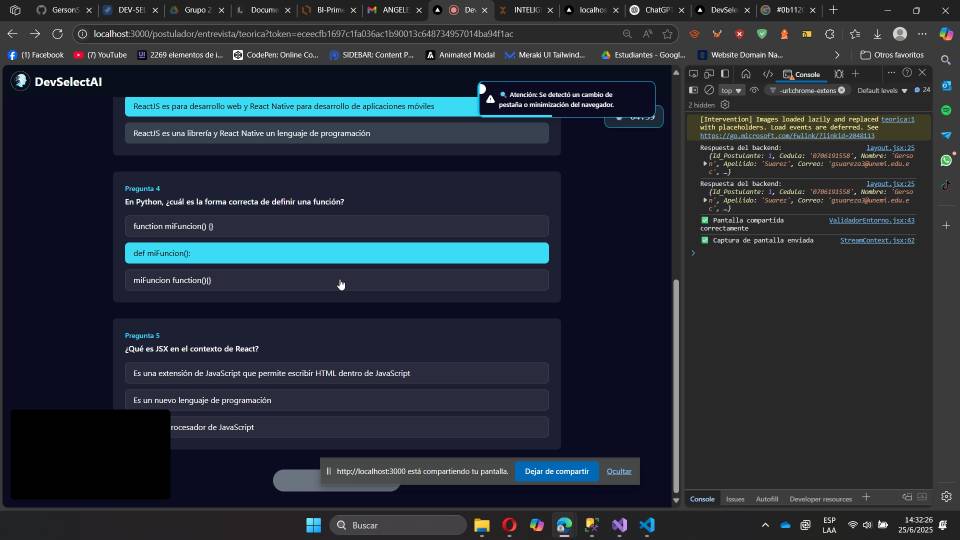 GersonS
DEV-SEL
Grupo 2
Docume
BI-Prime
ANGELE
De
INTELIG
localhos
ChatGP
DevSele
#0b112
localhost:3000/postulador/entrevista/teorica?token=ececfb1697c1fa036ac1b90013c648734957014ba94f1ac
(1) Facebook
YouTube
2269 elementos de i...
CodePen: Online Co...
SIDEBAR: Content P...
Animated Modal
Meraki UI Tailwind...
Estudiantes - Googl...
Website Domain Na...
Otros favoritos
DevSelectAI
Atención: Se detectó un cambio de
pestaña o minimización del navegador.
ReactJS es para desarrollo web y React Native para desarrollo de aplicaciones móviles
ReactJS es una librería y React Native un lenguaje de programación
Pregunta 4
En Python, ¿cuál es la forma correcta de definir una función?
function miFuncion() {}
def miFuncion():
miFuncion function(){}
Pregunta 5
¿Qué es JSX en el contexto de React?
Es una extensión de JavaScript que permite escribir HTML dentro de JavaScript
Es un nuevo lenguaje de programación
rocesador de JavaScript
http://localhost:3000 está compartiendo tu pantalla.
Dejar de compartir
Ocultar
Console
top
-url:chrome-extens
Default levels
24
2 hidden
[Intervention] Images loaded lazily and replaced teorica:1
with placeholders. Load events are deferred. See
https://go.microsoft.com/fwlink/?linkid=2048113
Respuesta del backend: layout.jsx:25
{Id_Postulante: 1, Cedula: '0706191558', Nombre: 'Gerso
n', Apellido: 'Suarez', Correo: 'gsuarez3@unemi.edu.e
c', …}
Respuesta del backend: layout.jsx:25
{Id_Postulante: 1, Cedula: '0706191558', Nombre: 'Gerso
n', Apellido: 'Suarez', Correo: 'gsuarez3@unemi.edu.e
c', …}
Pantalla compartida ValidadorEntorno.jsx:43
correctamente
Captura de pantalla enviada StreamContext.jsx:62
Console
Issues
Autofill
Developer resources
Buscar
ESP
LAA
14:32:26
25/6/2025